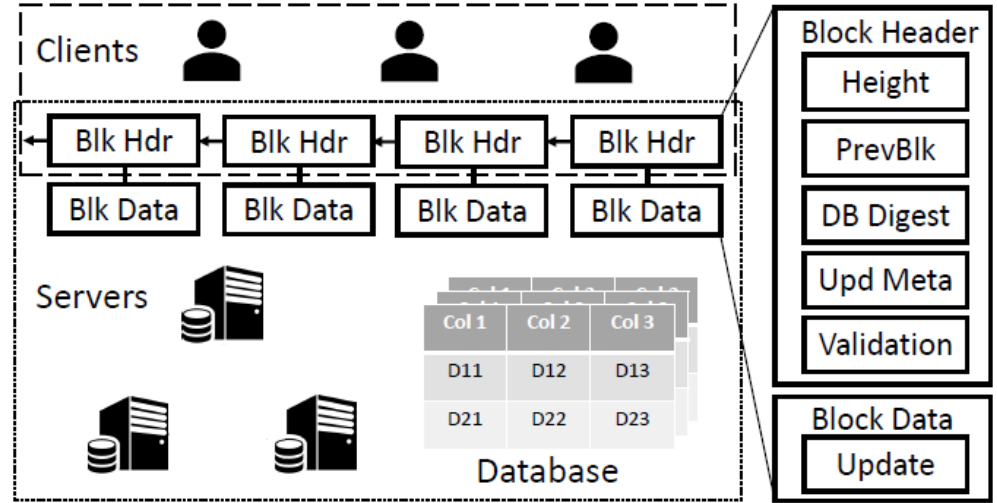 Clients
Blk Hdr Blk Hdr Blk Hdr Blk Hdr
Blk Data Blk Data Blk Data Blk Data
Servers
Col 1 Col 2 Col 3
D11 D12 D13
D21 D22 D23
Database
Block Header
Height
PrevBlk
DB Digest
Upd Meta
Validation
Block Data
Update